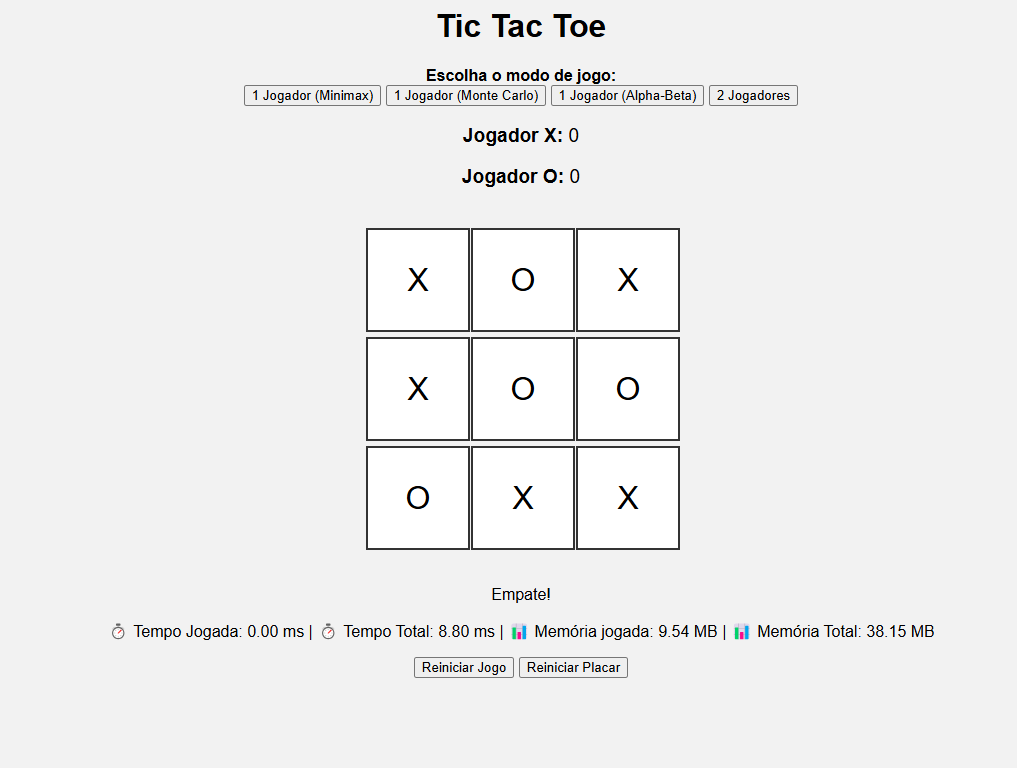 Tic Tac Toe
Escolha o modo de jogo:
1 Jogador (Minimax) 1 Jogador (Monte Carlo) 1 Jogador (Alpha-Beta) 2 Jogadores
Jogador X: 0
Jogador O: 0
X O X
X O O
O X X
Empate!
⏱ Tempo Jogada: 0.00 ms | ⏱ Tempo Total: 8.80 ms | 📊 Memória jogada: 9.54 MB | 📊 Memória Total: 38.15 MB
Reiniciar Jogo Reiniciar Placar